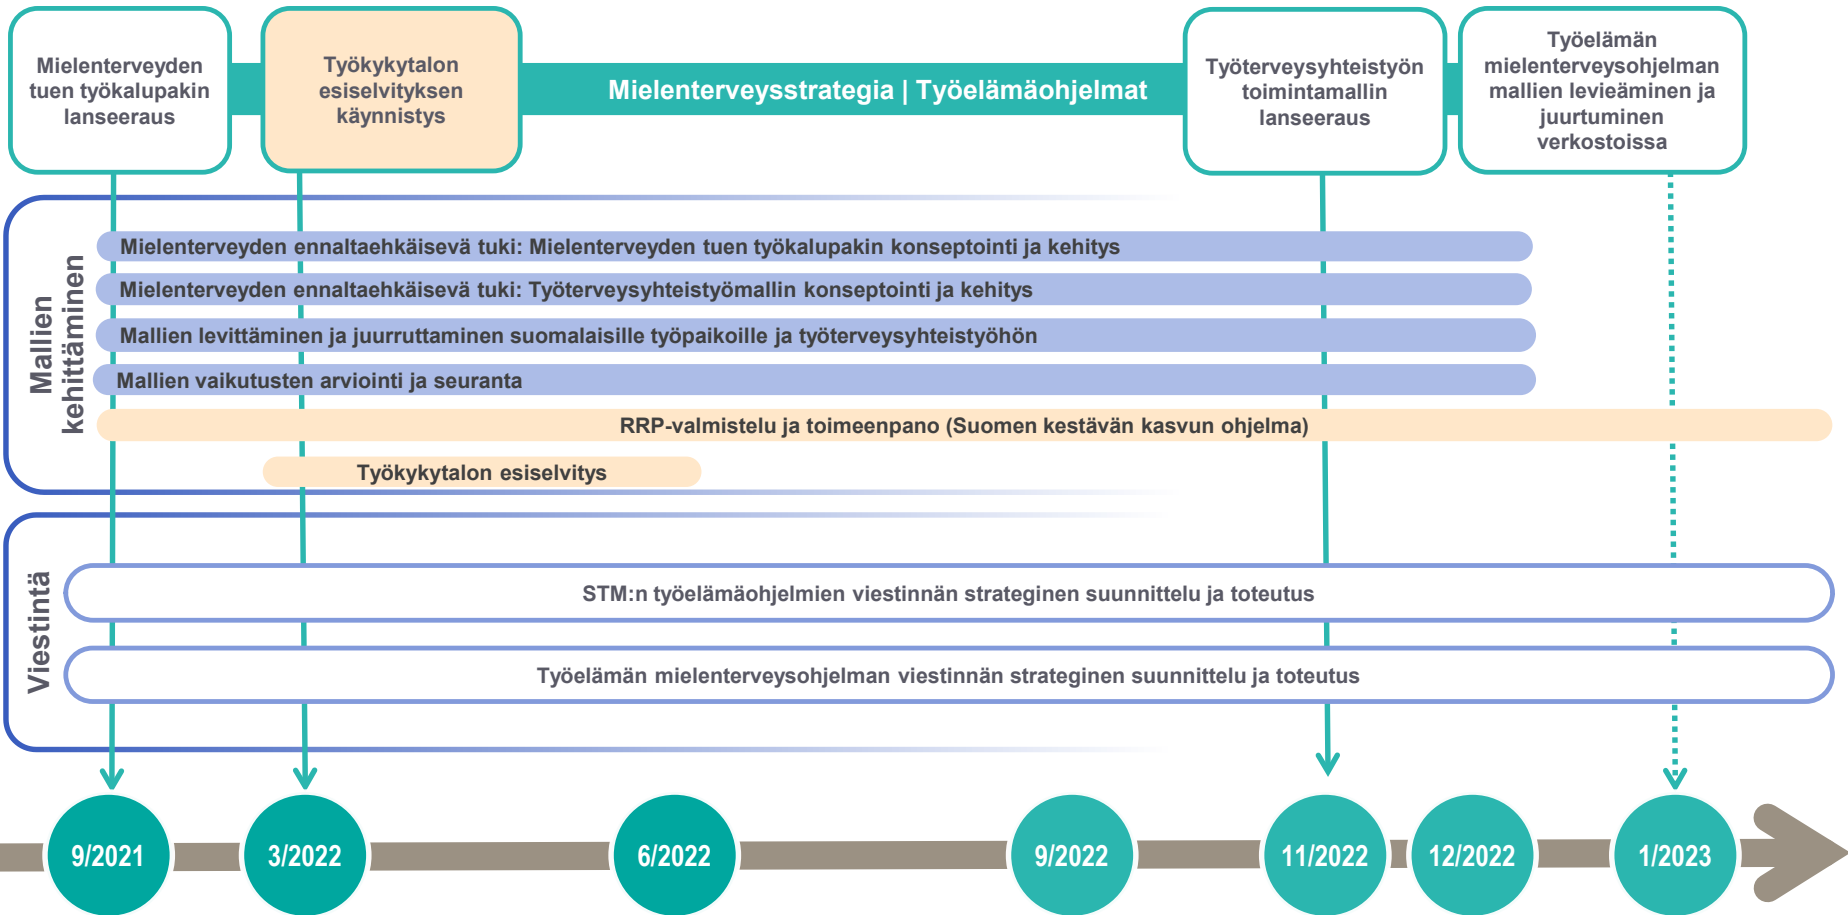 Mielenterveyden
tuen työkalupakin
lanseeraus
Työkykytalon
esiselvityksen
käynnistys
Mielenterveysstrategia | Työelämäohjelmat
Työterveysyhteistyön
toimintamallin
lanseeraus
Työelämän
mielenterveysohjelman
mallien levieäminen ja
juurtuminen
verkostoissa
Mallien
kehittäminen
Mielenterveyden ennaltaehkäisevä tuki: Mielenterveyden tuen työkalupakin konseptointi ja kehitys
Mielenterveyden ennaltaehkäisevä tuki: Työterveysyhteistyömallin konseptointi ja kehitys
Mallien levittäminen ja juurruttaminen suomalaisille työpaikoille ja työterveysyhteistyöhön
Mallien vaikutusten arviointi ja seuranta
RRP-valmistelu ja toimeenpano (Suomen kestävän kasvun ohjelma)
Työkykytalon esiselvitys
Viestintä
STM:n työelämäohjelmien viestinnän strateginen suunnittelu ja toteutus
Työelämän mielenterveysohjelman viestinnän strateginen suunnittelu ja toteutus
9/2021
3/2022
6/2022
9/2022
11/2022
12/2022
1/2023